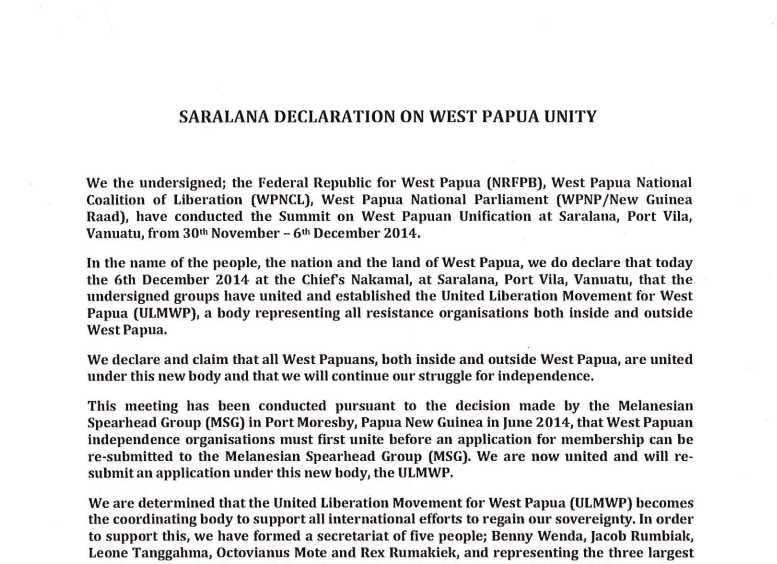 SARALANA DECLARATION ON WEST PAPUA UNITY
We the undersigned; the Federal Republic for West Papua (NRFPB), West Papua National
Coalition of Liberation (WPNCL), West Papua National Parliament (WPNP/New Guinea
Raad), have conducted the Summit on West Papuan Unification at Saralana, Port Vila,
Vanuatu, from 30th November – 6th December 2014.
In the name of the people, the nation and the land of West Papua, we do declare that today
the 6th December 2014 at the Chief's Nakamal, at Saralana, Port Vila, Vanuatu, that the
undersigned groups have united and established the United Liberation Movement for West
Papua (ULMWP), a body representing all resistance organisations both inside and outside
West Papua.
We declare and claim that all West Papuans, both inside and outside West Papua, are united
under this new body and that we will continue our struggle for independence.
This meeting has been conducted pursuant to the decision made by the Melanesian
Spearhead Group (MSG) in Port Moresby, Papua New Guinea in June 2014, that West Papuan
independence organisations must first unite before an application for membership can be
re-submitted to the Melanesian Spearhead Group (MSG). We are now united and will re-
submit an application under this new body, the ULMWP.
We are determined that the United Liberation Movement for West Papua (ULMWP) becomes
the coordinating body to support all international efforts to regain our sovereignty. In order
to support this, we have formed a secretariat of five people; Benny Wenda, Jacob Rumbiak,
Leone Tanggahma, Octovianus Mote and Rex Rumakiek, and representing the three largest